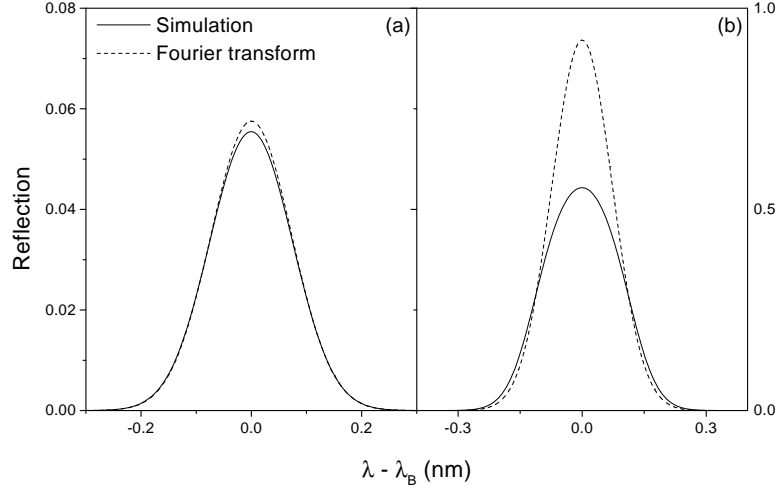 0.08
(a)
(b)
1.0
Simulation
Fourier transform
0.06
0.04
0.5
0.02
0.00
0.0
Reflection
-0.2
0.0
0.2
-0.3
0.0
0.3
λ - λB (nm)